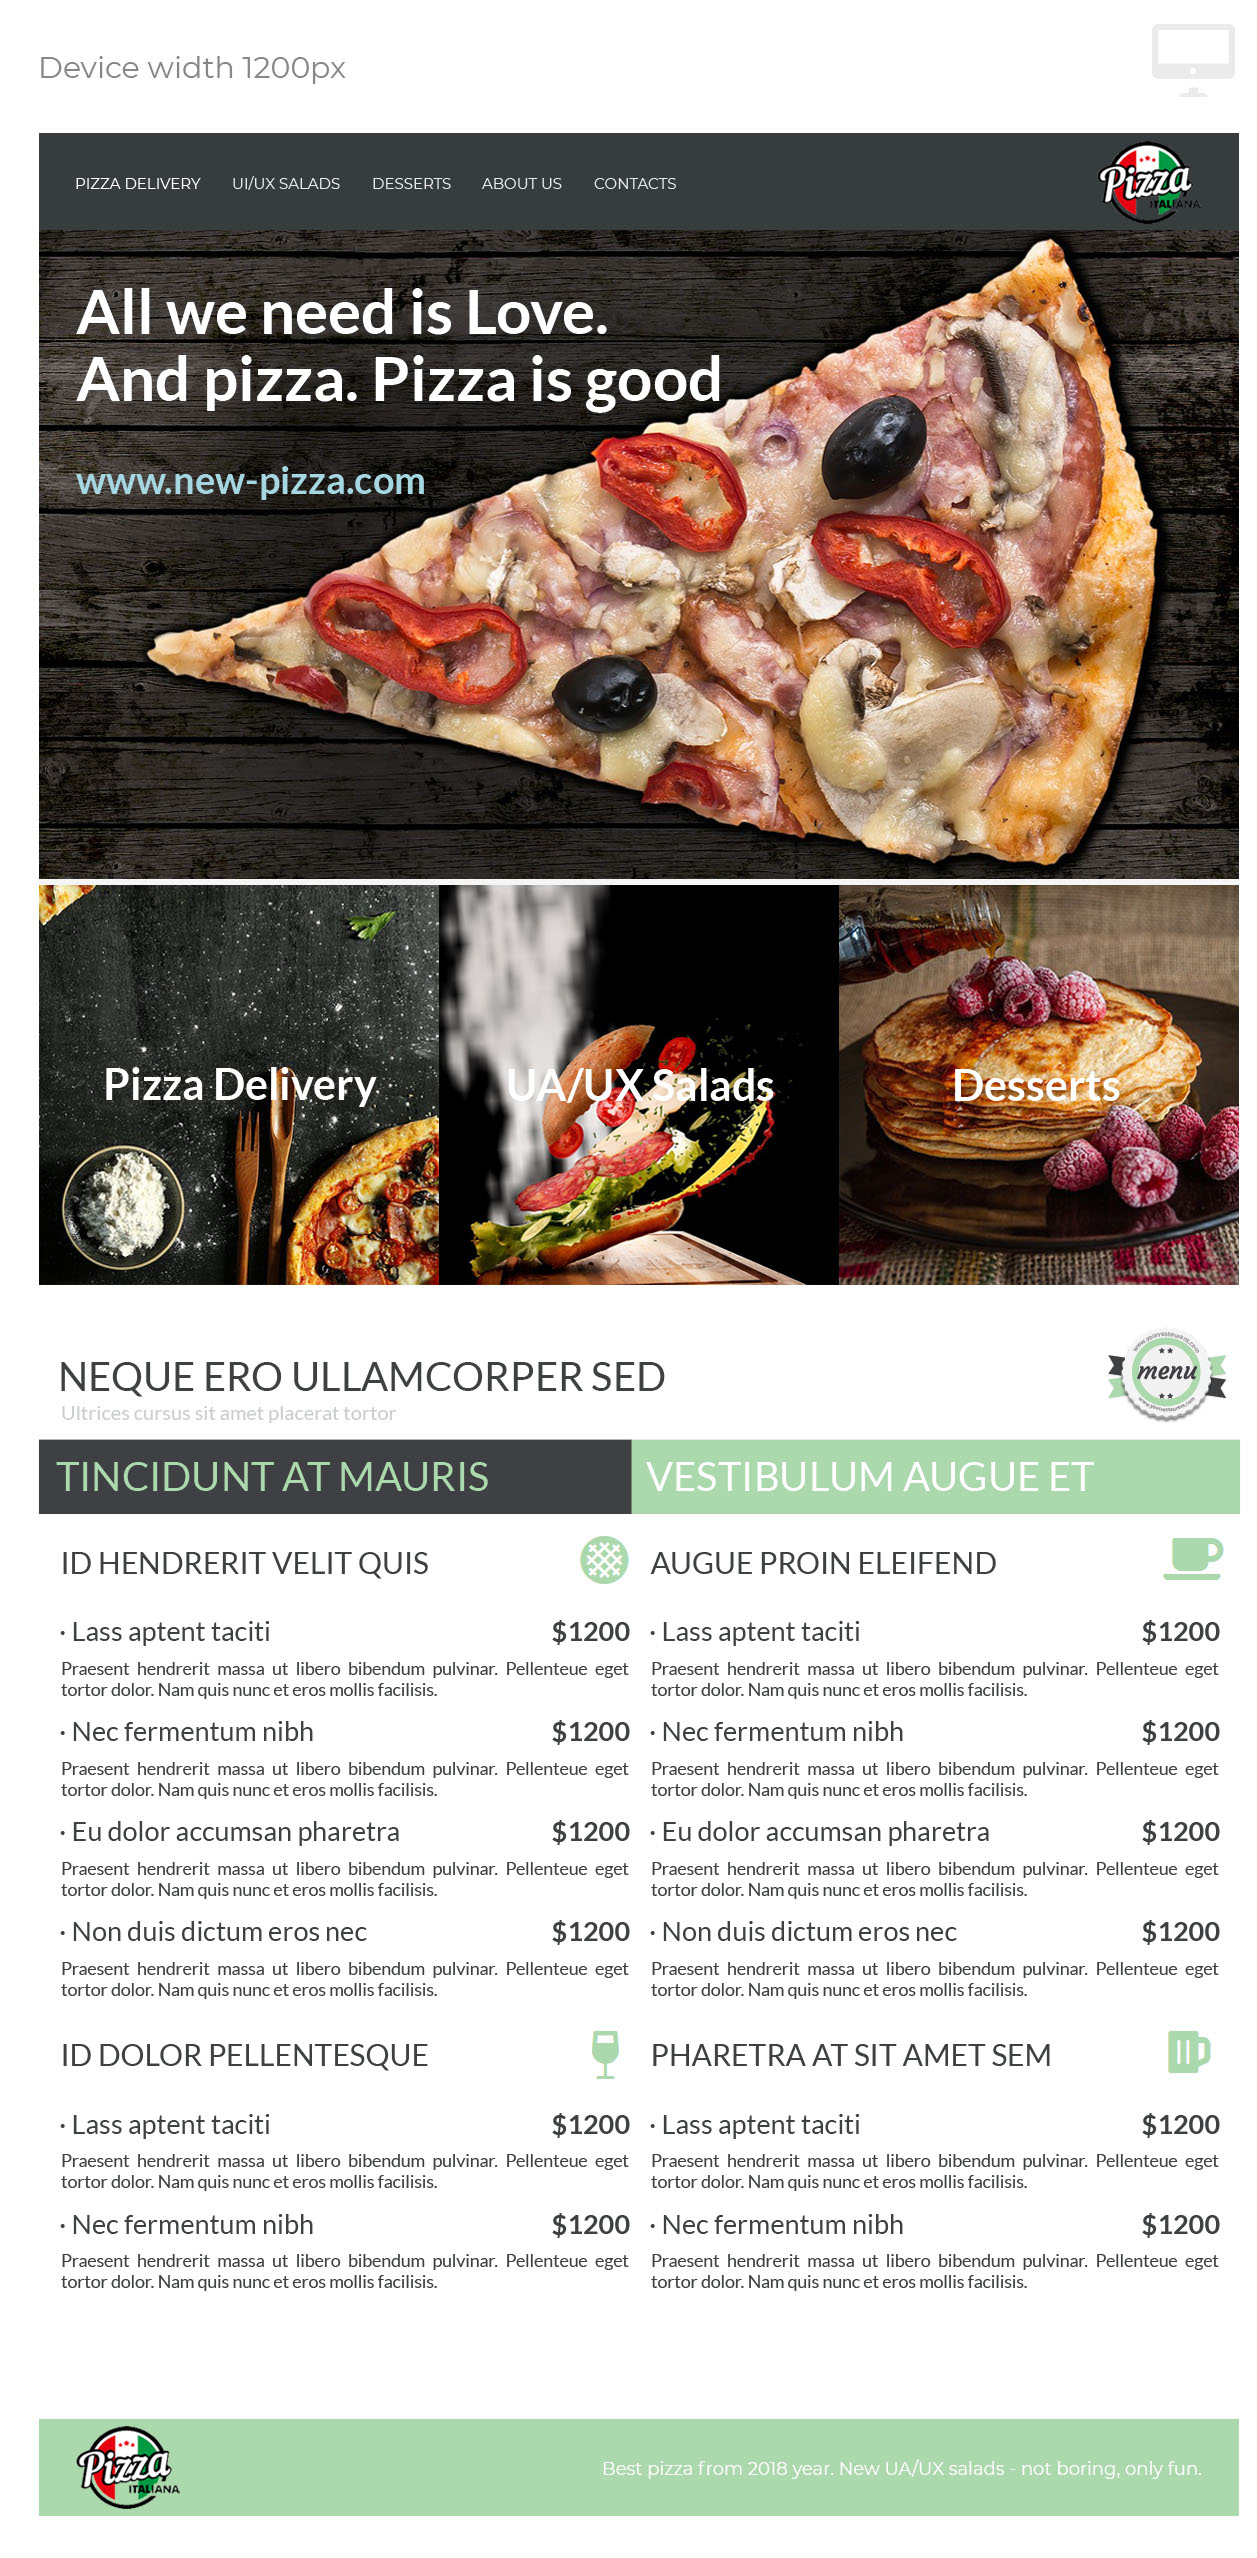 Device width 1200px
PIZZA DELIVERY UI/UX SALADS DESSERTS ABOUT US CONTACTS
Pizza
ITALIANA
All we need is Love.
And pizza. Pizza is good
www.new-pizza.com
Pizza Delivery
UA/UX Salads
Desserts
NEQUE ERO ULLAMCORPER SED
Ultrices cursus sit amet placerat tortor
www.yourrestaurant.com
menu
www.yourrestaurant.com
TINCIDUNT AT MAURIS
VESTIBULUM AUGUE ET
ID HENDRERIT VELIT QUIS
· Lass aptent taciti $1200
Praesent hendrerit massa ut libero bibendum pulvinar. Pellenteue eget
tortor dolor. Nam quis nunc et eros mollis facilisis.
· Nec fermentum nibh $1200
Praesent hendrerit massa ut libero bibendum pulvinar. Pellenteue eget
tortor dolor. Nam quis nunc et eros mollis facilisis.
· Eu dolor accumsan pharetra $1200
Praesent hendrerit massa ut libero bibendum pulvinar. Pellenteue eget
tortor dolor. Nam quis nunc et eros mollis facilisis.
· Non duis dictum eros nec $1200
Praesent hendrerit massa ut libero bibendum pulvinar. Pellenteue eget
tortor dolor. Nam quis nunc et eros mollis facilisis.
AUGUE PROIN ELEIFEND
· Lass aptent taciti $1200
Praesent hendrerit massa ut libero bibendum pulvinar. Pellenteue eget
tortor dolor. Nam quis nunc et eros mollis facilisis.
· Nec fermentum nibh $1200
Praesent hendrerit massa ut libero bibendum pulvinar. Pellenteue eget
tortor dolor. Nam quis nunc et eros mollis facilisis.
· Eu dolor accumsan pharetra $1200
Praesent hendrerit massa ut libero bibendum pulvinar. Pellenteue eget
tortor dolor. Nam quis nunc et eros mollis facilisis.
· Non duis dictum eros nec $1200
Praesent hendrerit massa ut libero bibendum pulvinar. Pellenteue eget
tortor dolor. Nam quis nunc et eros mollis facilisis.
ID DOLOR PELLENTESQUE
· Lass aptent taciti $1200
Praesent hendrerit massa ut libero bibendum pulvinar. Pellenteue eget
tortor dolor. Nam quis nunc et eros mollis facilisis.
· Nec fermentum nibh $1200
Praesent hendrerit massa ut libero bibendum pulvinar. Pellenteue eget
tortor dolor. Nam quis nunc et eros mollis facilisis.
PHARETRA AT SIT AMET SEM
· Lass aptent taciti $1200
Praesent hendrerit massa ut libero bibendum pulvinar. Pellenteue eget
tortor dolor. Nam quis nunc et eros mollis facilisis.
· Nec fermentum nibh $1200
Praesent hendrerit massa ut libero bibendum pulvinar. Pellenteue eget
tortor dolor. Nam quis nunc et eros mollis facilisis.
Pizza
ITALIANA
Best pizza from 2018 year. New UA/UX salads - not boring, only fun.